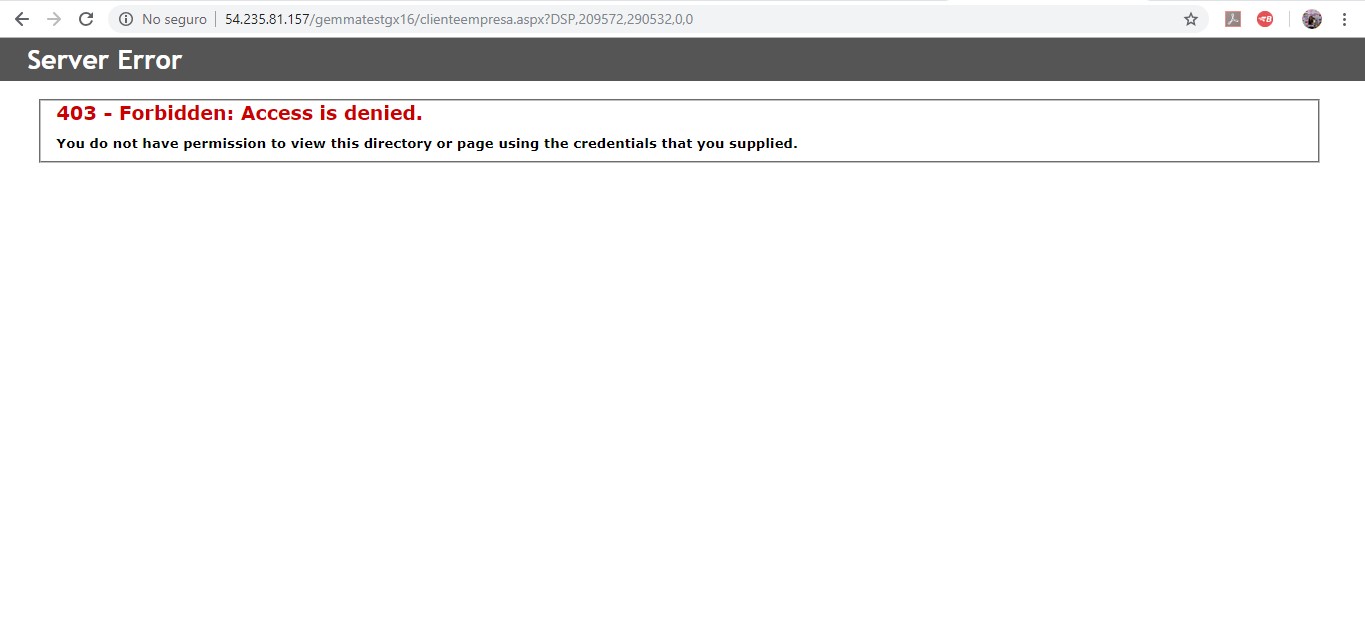 No seguro
54.235.81.157/gemmatestgx16/clienteempresa.aspx?DSP,209572,290532,0,0
Server Error
403 - Forbidden: Access is denied.
You do not have permission to view this directory or page using the credentials that you supplied.